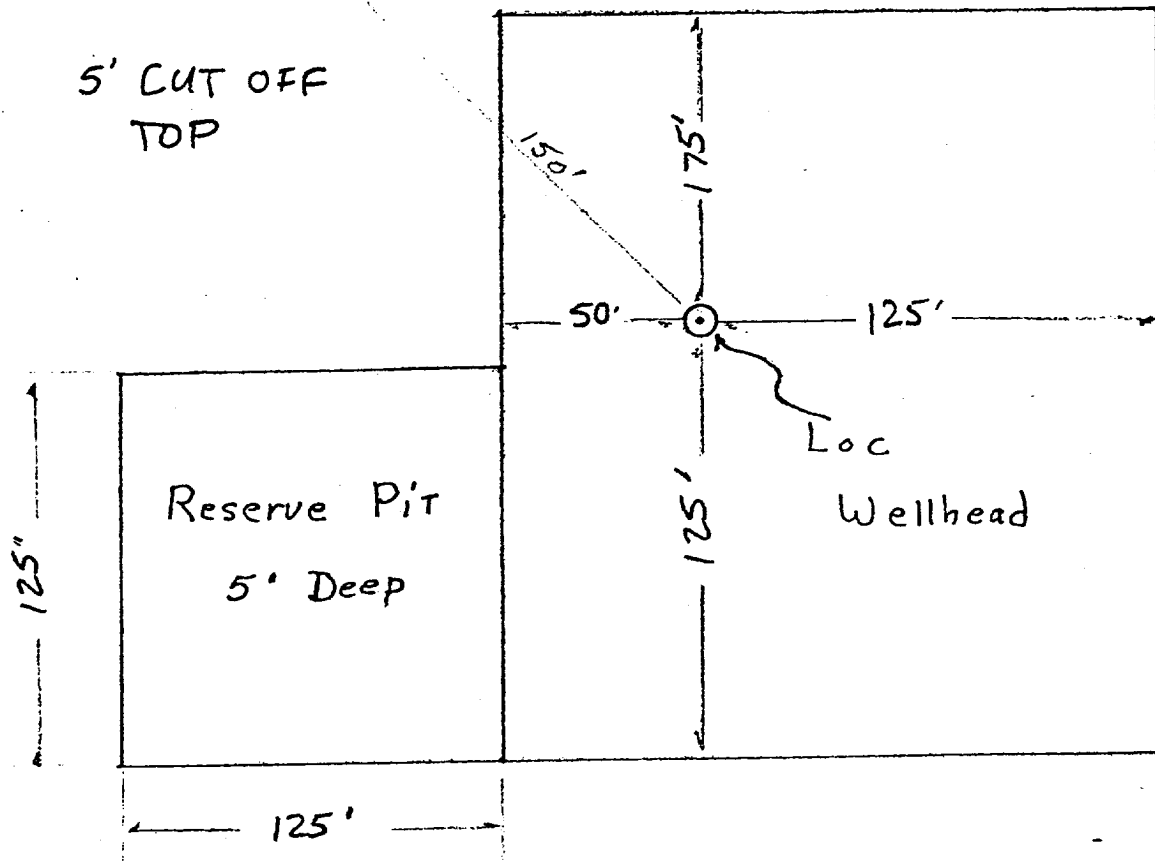 5' CUT OFF
TOP
150'
175'
50'
125'
Loc
Wellhead
125'
Reserve Pit
5' Deep
125"
125'